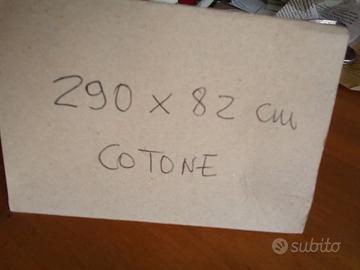 290 x 82 cm
COTONE
subito